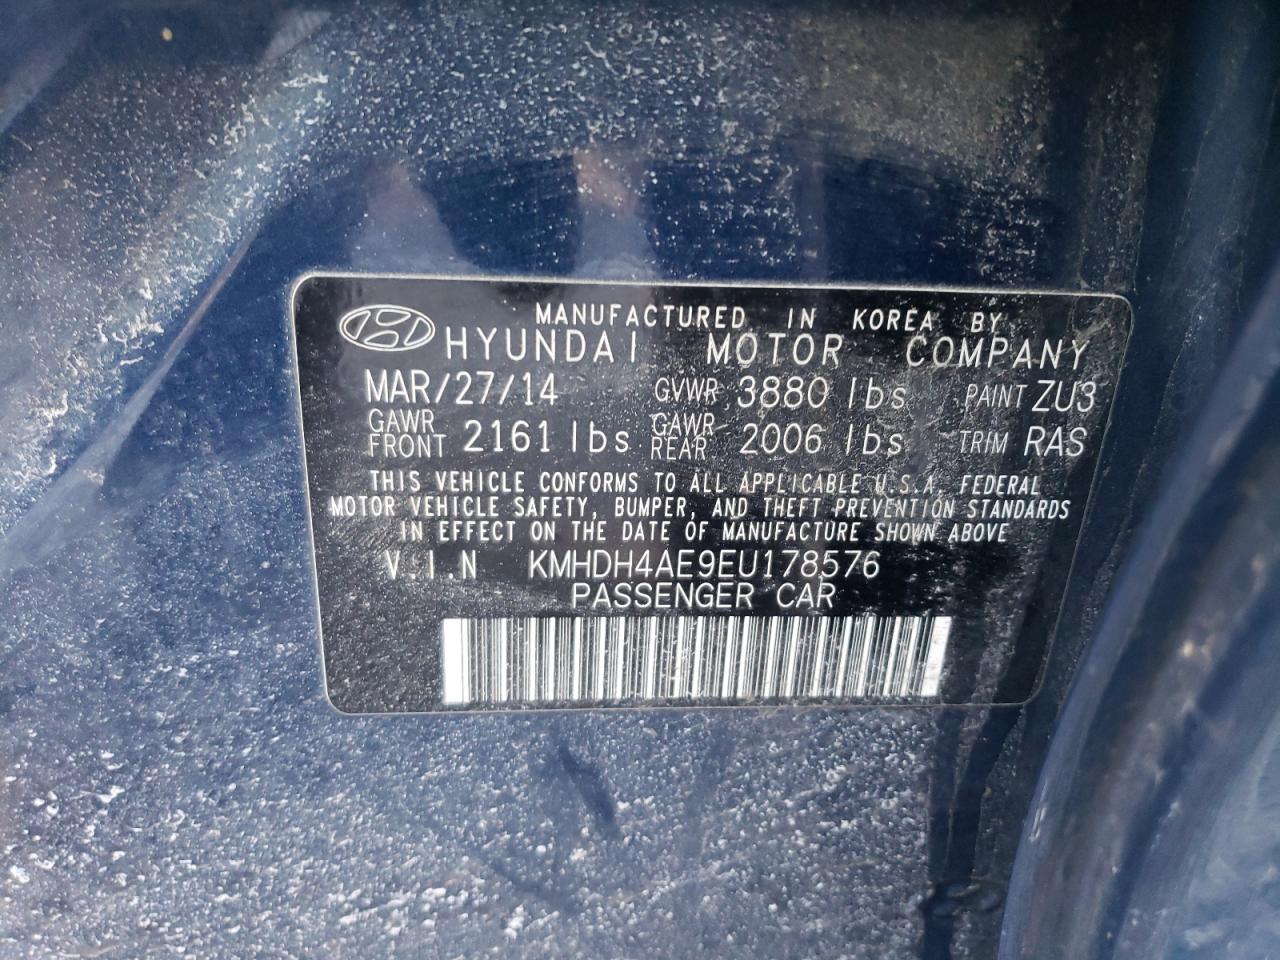 MANUFACTURED IN KOREA BY
HYUNDAI MOTOR COMPANY
MAR/27/14 GVWR 3880 lbs PAINT ZU3
GAWR FRONT 2161 lbs GAWR REAR 2006 lbs TRIM RAS
THIS VEHICLE CONFORMS TO ALL APPLICABLE U.S.A. FEDERAL
MOTOR VEHICLE SAFETY, BUMPER, AND THEFT PREVENTION STANDARDS
IN EFFECT ON THE DATE OF MANUFACTURE SHOWN ABOVE
V.I.N KMHDH4AE9EU178576
PASSENGER CAR